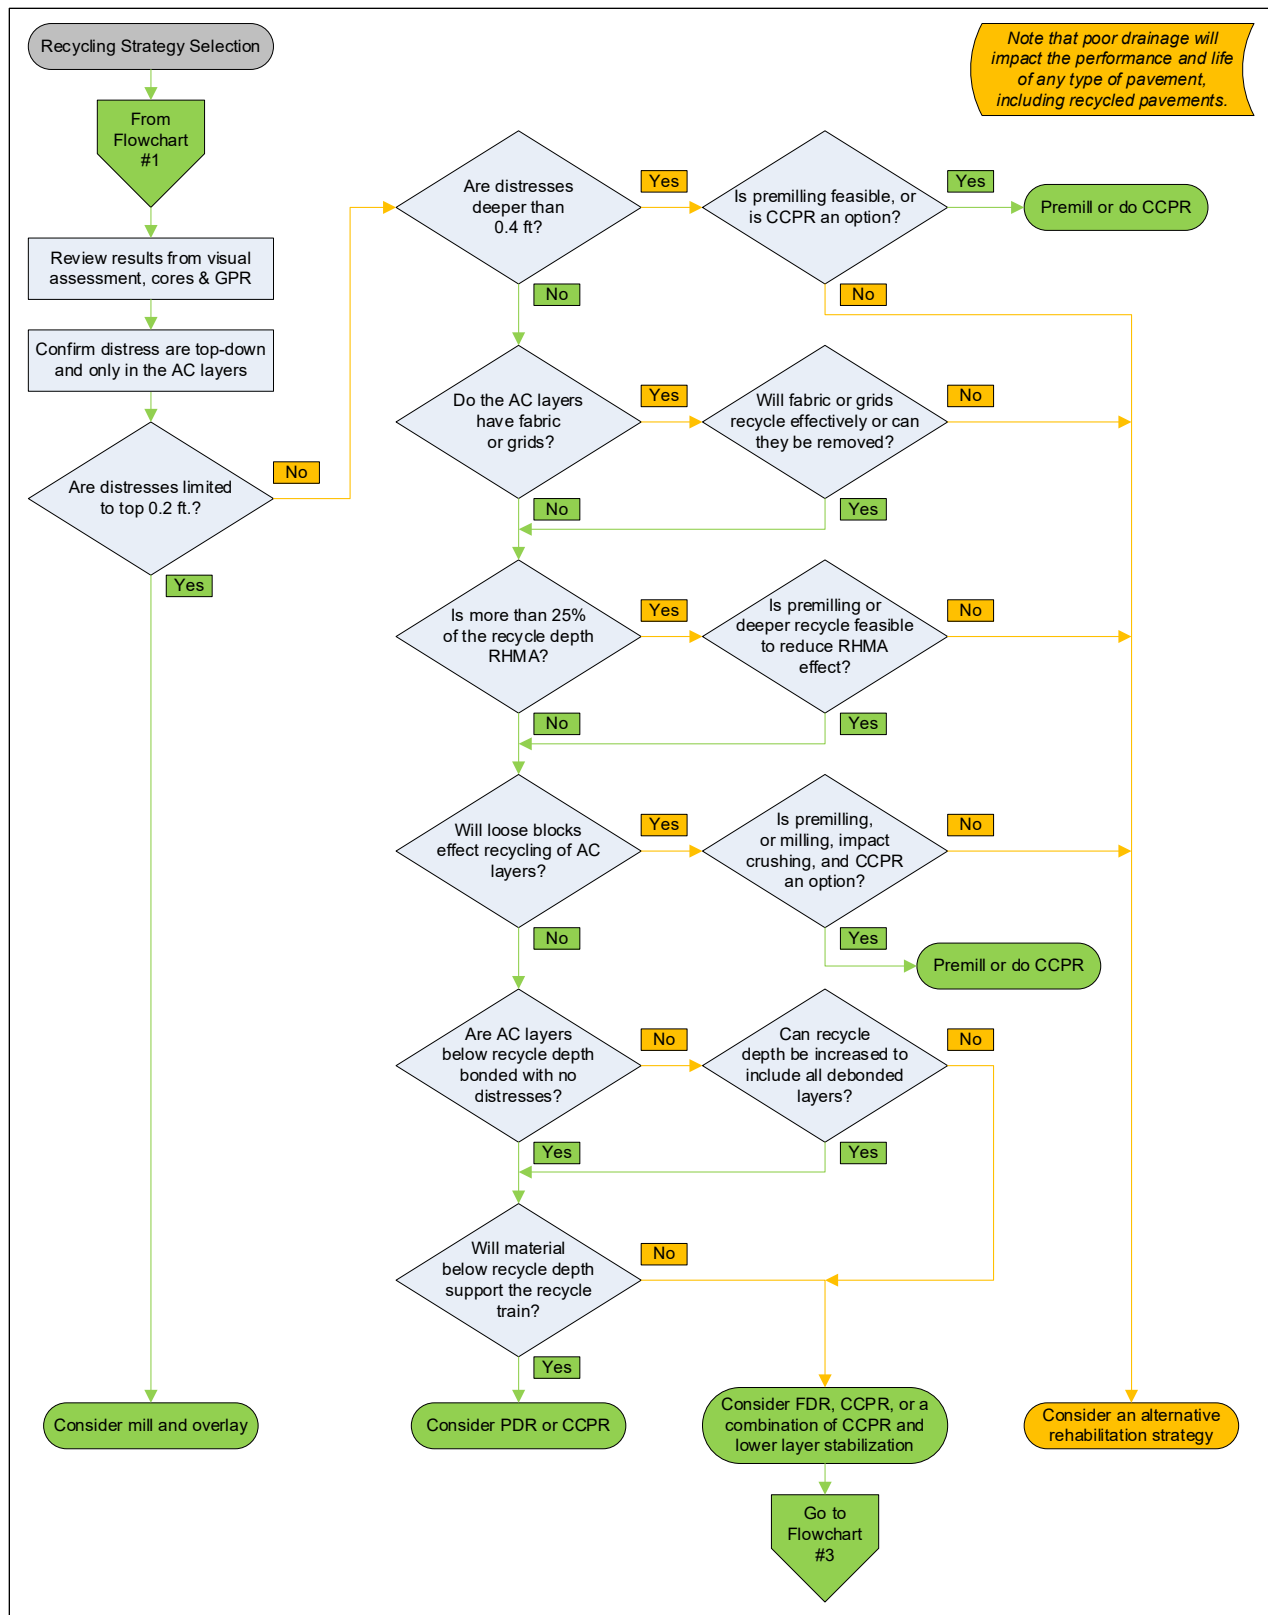 Recycling Strategy Selection
Note that poor drainage will
impact the performance and life
of any type of pavement,
including recycled pavements.
From
Flowchart
#1
Review results from visual
assessment, cores & GPR
Confirm distress are top-down
and only in the AC layers
Are distresses limited
to top 0.2 ft.?
No
Yes
Are distresses
deeper than
0.4 ft?
Yes
No
Is premilling feasible, or
is CCPR an option?
Yes
No
Premill or do CCPR
Do the AC layers
have fabric
or grids?
Yes
No
Will fabric or grids
recycle effectively or can
they be removed?
No
Yes
Is more than 25%
of the recycle depth
RHMA?
Yes
No
Is premilling or
deeper recycle feasible
to reduce RHMA
effect?
No
Yes
Will loose blocks
effect recycling of AC
layers?
Yes
No
Is premilling,
or milling, impact
crushing, and CCPR
an option?
No
Yes
Premill or do CCPR
Are AC layers
below recycle depth
bonded with no
distresses?
No
Yes
Can recycle
depth be increased to
include all debonded
layers?
No
Yes
Will material
below recycle depth
support the recycle
train?
No
Yes
Consider mill and overlay
Consider PDR or CCPR
Consider FDR, CCPR, or a
combination of CCPR and
lower layer stabilization
Consider an alternative
rehabilitation strategy
Go to
Flowchart
#3